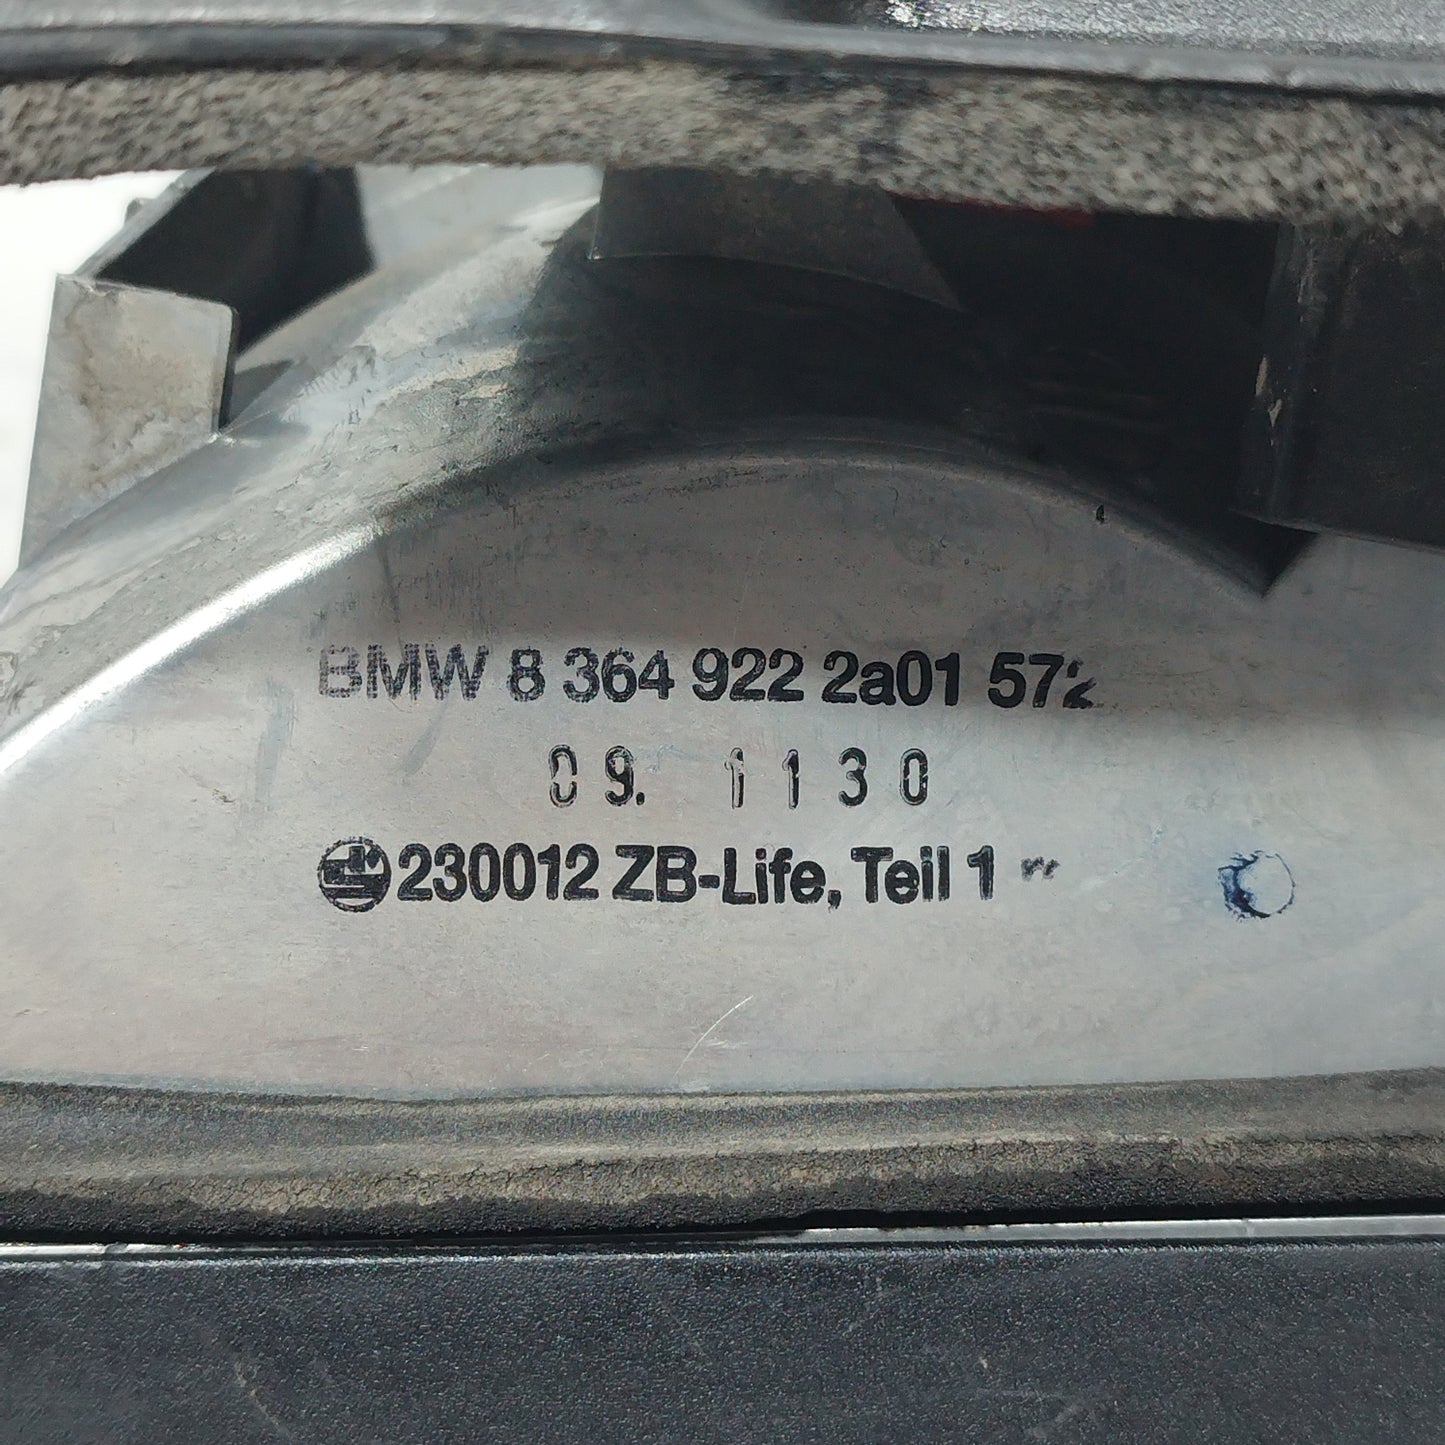 BMW 8 364 922 2a01 572
09. 1130
230012 ZB-Life, Teil 1